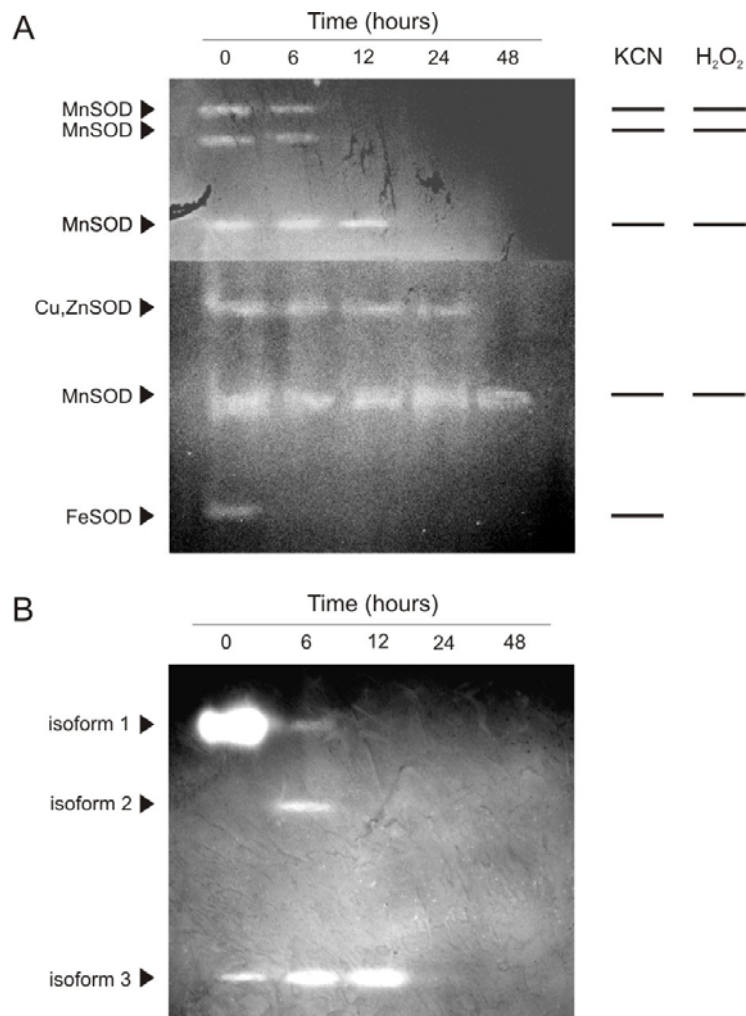 A
Time (hours)
0 6 12 24 48
KCN H₂O₂
MnSOD
MnSOD
MnSOD
Cu,ZnSOD
MnSOD
FeSOD
B
Time (hours)
0 6 12 24 48
isoform 1
isoform 2
isoform 3